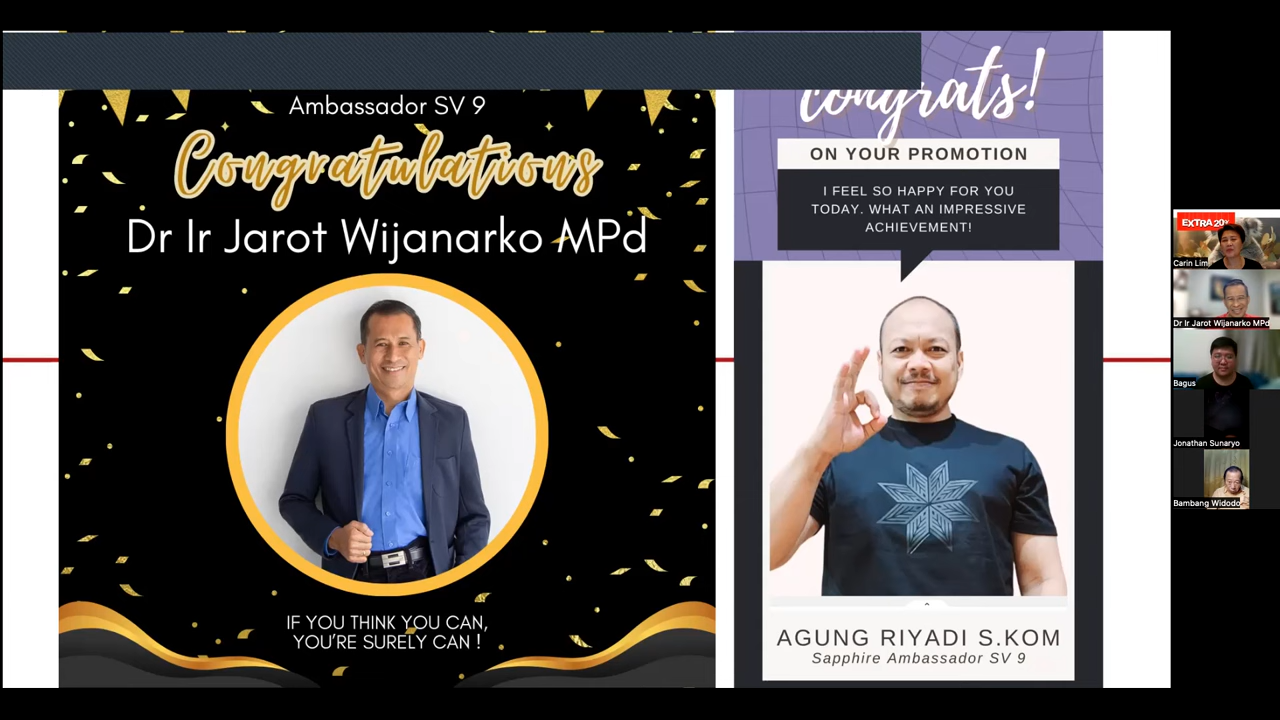 Ambassador SV 9
Congratulations
Dr Ir Jarot Wijanarko MPd
IF YOU THINK YOU CAN,
YOU'RE SURELY CAN !
congrats!
ON YOUR PROMOTION
I FEEL SO HAPPY FOR YOU
TODAY. WHAT AN IMPRESSIVE
ACHIEVEMENT!
AGUNG RIYADI S.KOM
Sapphire Ambassador SV 9
EXTRA 20%
Carin Lim
Dr Ir Jarot Wijanarko MPd
Bagus
Jonathan Sunaryo
Bambang Widodo